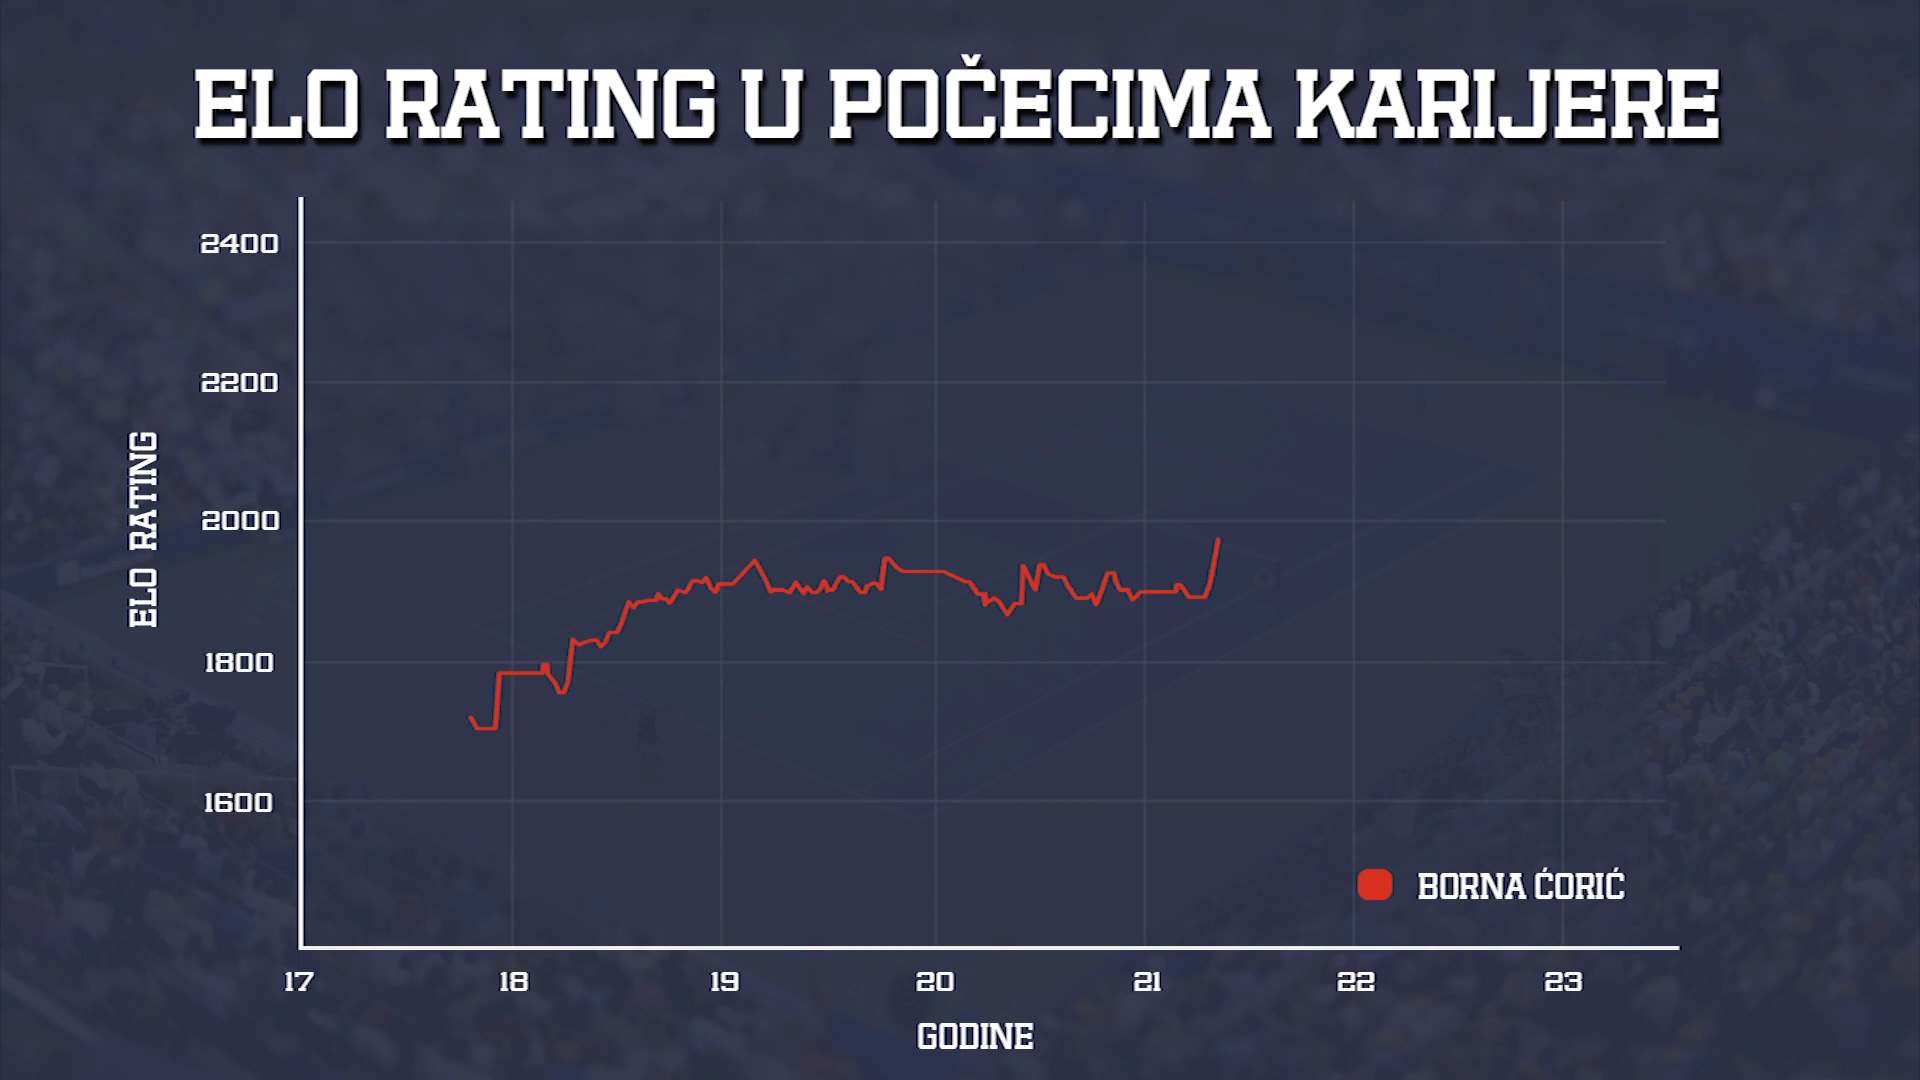 ELO RATING U POČECIMA KARIJERE
2400
2200
2000
1800
1600
ELO RATING
BORNA ĆORIĆ
17 18 19 20 21 22 23
GODINE